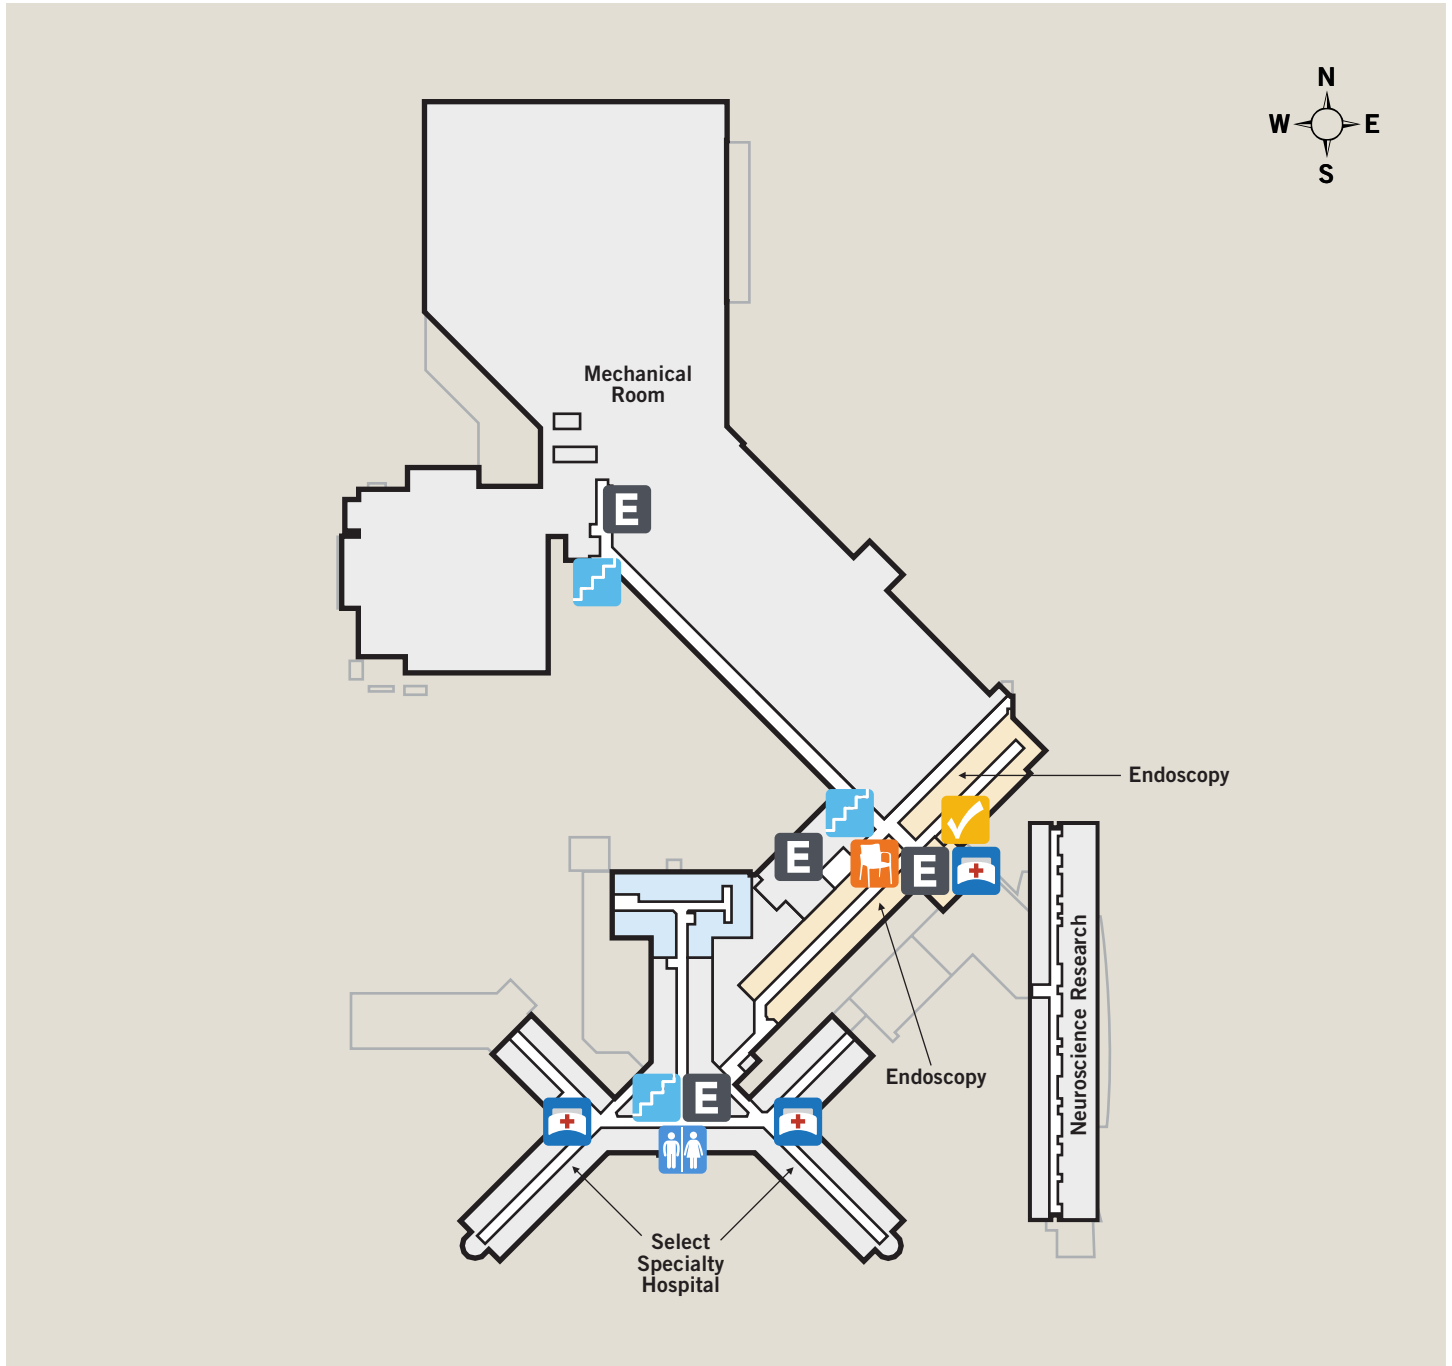 N
W E
S
Mechanical
Room
E
Endoscopy
E
E
Neuroscience Research
Endoscopy
E
Select
Specialty
Hospital